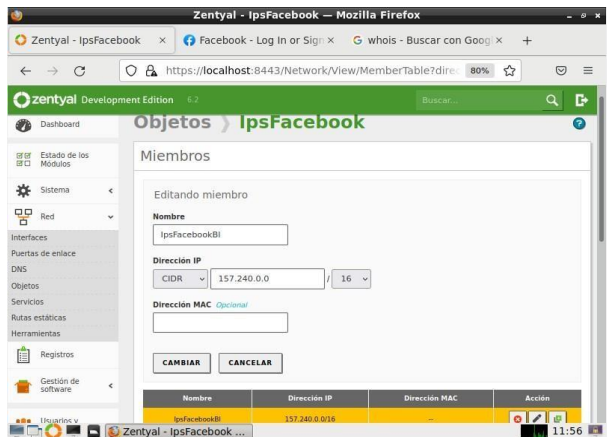 Zentyal - IpsFacebook — Mozilla Firefox
Zentyal - IpsFacebook
Facebook - Log In or Sign
whois - Buscar con Goog
https://localhost:8443/Network/View/MemberTable?direc
80%
zentyal Development Edition 6.2
Buscar...
Dashboard
Estado de los
Módulos
Sistema
Red
Interfaces
Puertas de enlace
DNS
Objetos
Servicios
Rutas estáticas
Herramientas
Registros
Gestión de
software
Usuarios y
Objetos IpsFacebook
Miembros
Editando miembro
Nombre
IpsFacebookBl
Dirección IP
CIDR 157.240.0.0 / 16
Dirección MAC Opcional
CAMBIAR CANCELAR
Nombre Dirección IP Dirección MAC Acción
IpsFacebookBl 157.240.0.0/16 --
Zentyal - IpsFacebook ...
11:56